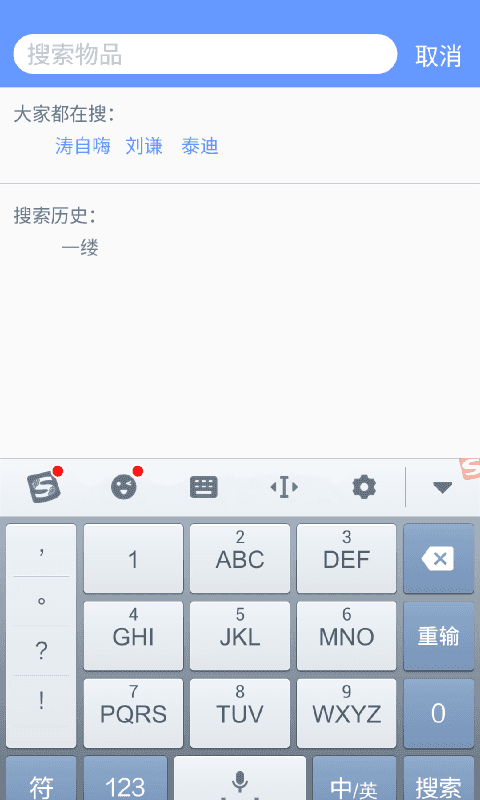 搜索物品 取消
大家都在搜：
涛自嗨 刘谦 泰迪
搜索历史：
一缕
， 1 2 ABC 3 DEF
。 4 GHI 5 JKL 6 MNO 重输
？
！ 7 PQRS 8 TUV 9 WXYZ 0
符 123 中/英 搜索